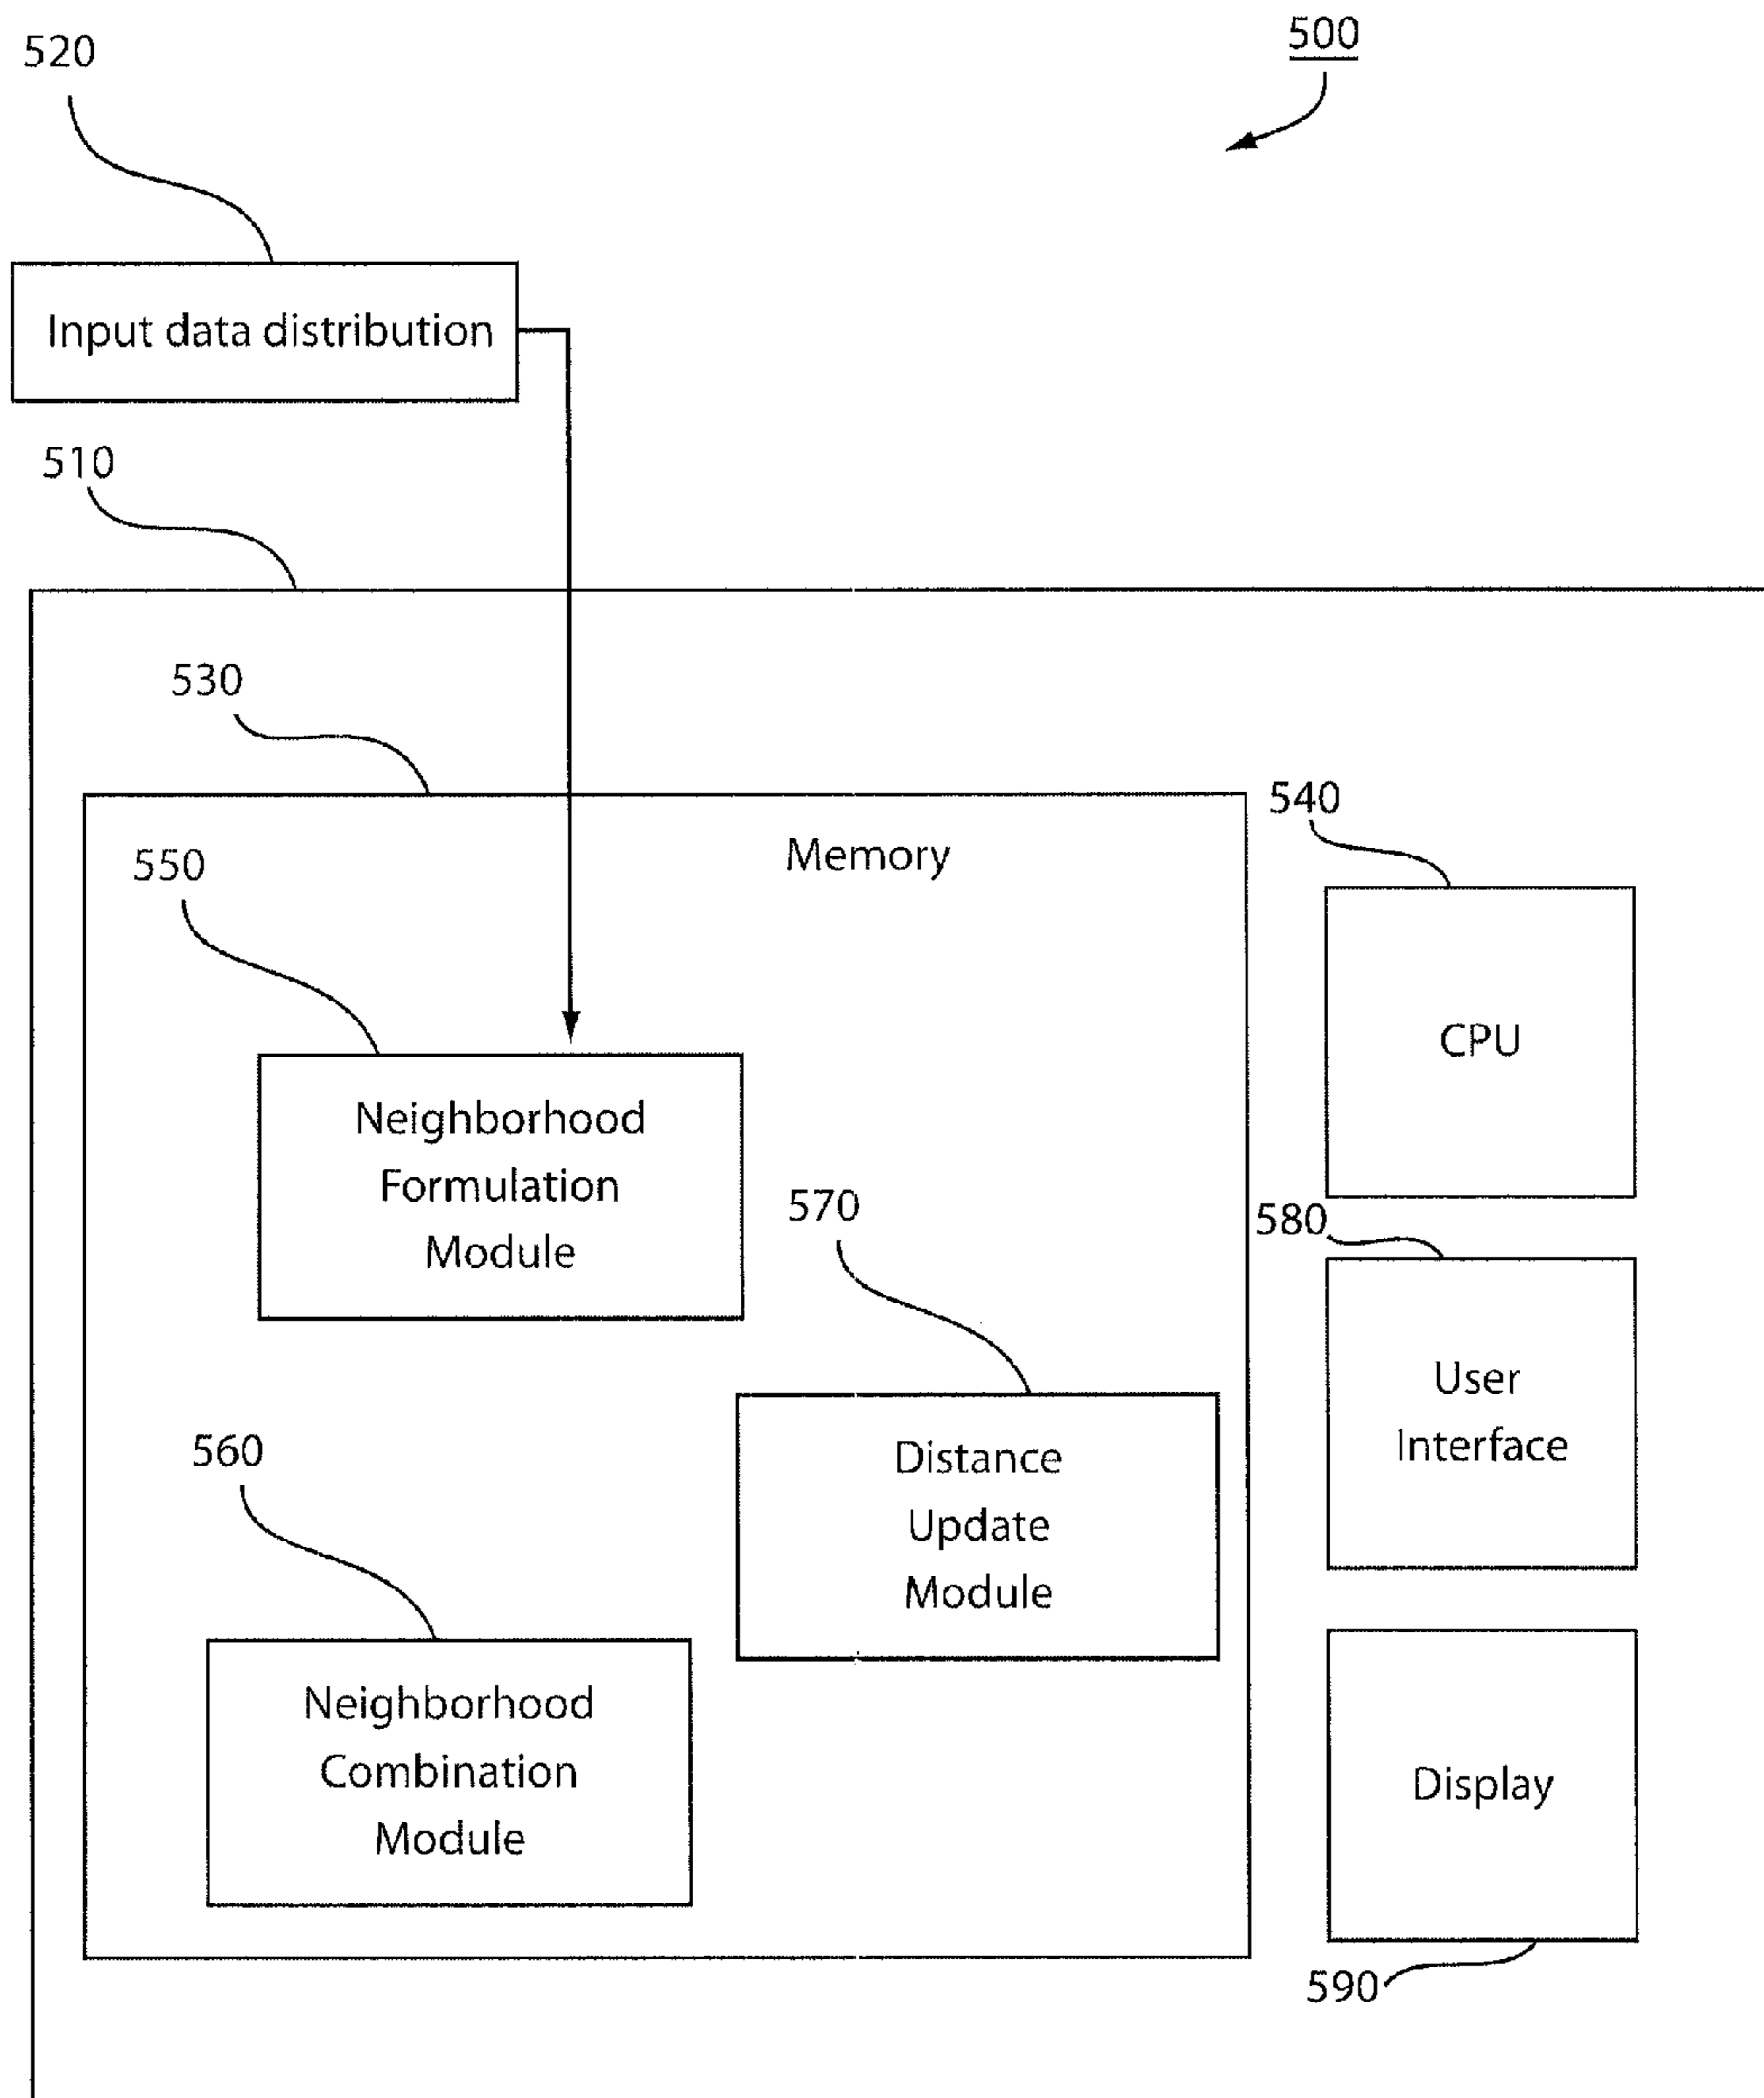 520
500
Input data distribution
510
530
540
Memory
550
CPU
Neighborhood
Formulation
Module
570
580
User
Interface
560
Distance
Update
Module
Neighborhood
Combination
Module
Display
590